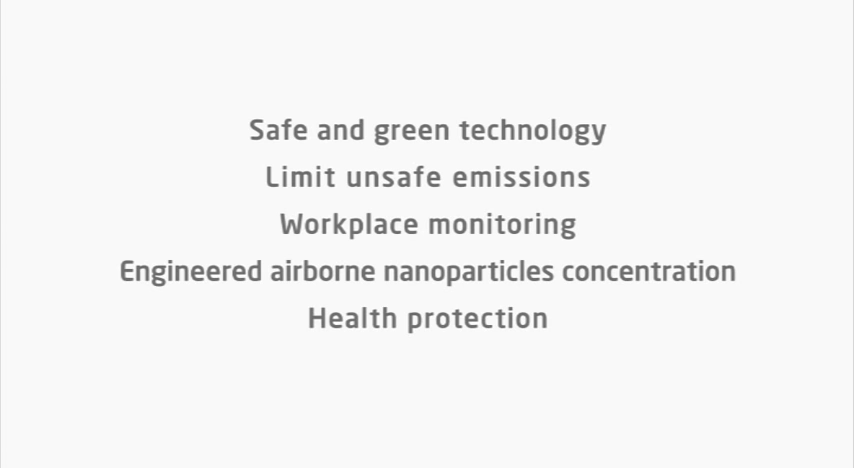 Safe and green technology
Limit unsafe emissions
Workplace monitoring
Engineered airborne nanoparticles concentration
Health protection